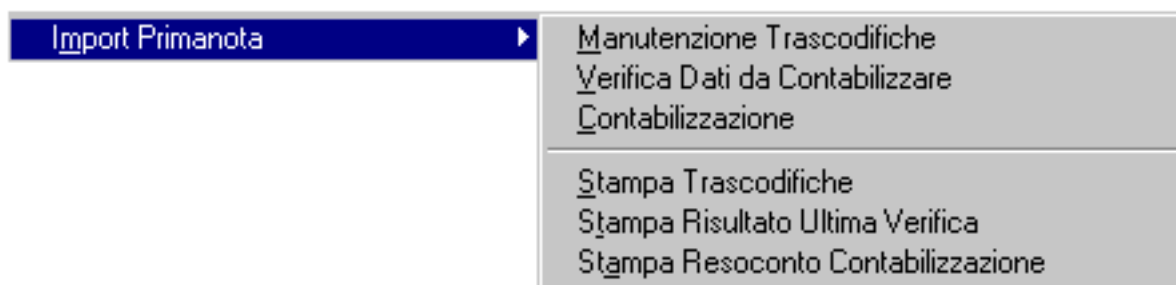 Import Primanota
Manutenzione Trascodifiche
Verifica Dati da Contabilizzare
Contabilizzazione
Stampa Trascodifiche
Stampa Risultato Ultima Verifica
Stampa Resoconto Contabilizzazione